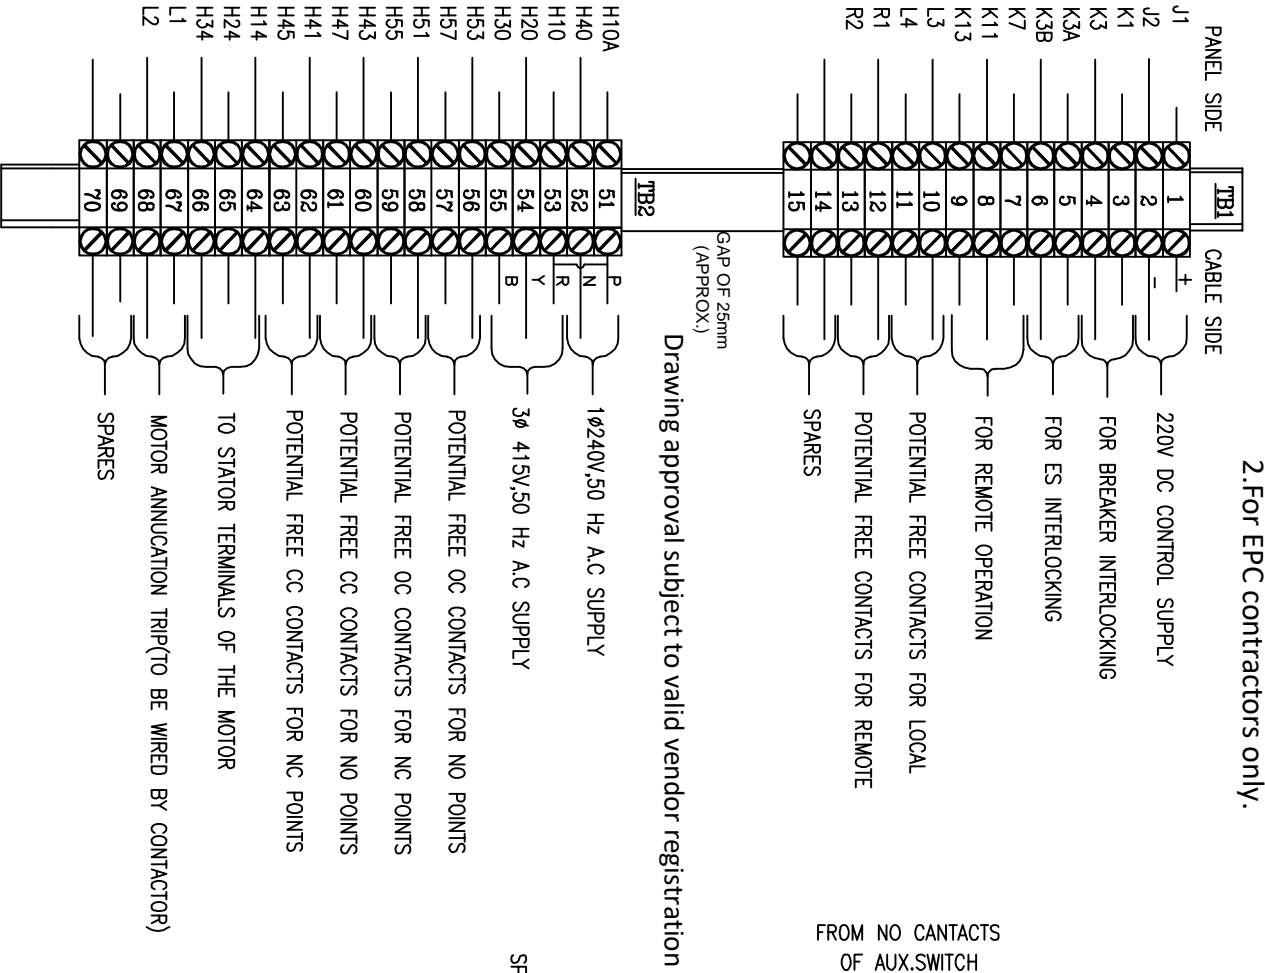 2.For EPC contractors only.
PANEL SIDE
TB1
CABLE SIDE
J1 1 +
J2 2 -
220V DC CONTROL SUPPLY
K1 3
K3 4
FOR BREAKER INTERLOCKING
K3A 5
K3B 6
FOR ES INTERLOCKING
K7 7
K11 8
K13 9
FOR REMOTE OPERATION
L3 10
L4 11
POTENTIAL FREE CONTACTS FOR LOCAL
R1 12
R2 13
POTENTIAL FREE CONTACTS FOR REMOTE
14
15
SPARES
GAP OF 25mm
(APPROX.)
Drawing approval subject to valid vendor registration
TB2
H10A 51 P
H40 52 N
1ø240V,50 Hz A.C SUPPLY
H10 53 R
H20 54 Y
H30 55 B
3ø 415V,50 Hz A.C SUPPLY
H53 56
H57 57
POTENTIAL FREE OC CONTACTS FOR NO POINTS
H51 58
H55 59
POTENTIAL FREE OC CONTACTS FOR NC POINTS
H43 60
H47 61
POTENTIAL FREE CC CONTACTS FOR NO POINTS
H41 62
H45 63
POTENTIAL FREE CC CONTACTS FOR NC POINTS
H14 64
H24 65
H34 66
TO STATOR TERMINALS OF THE MOTOR
L1 67
L2 68
MOTOR ANNUCATION TRIP(TO BE WIRED BY CONTACTOR)
69
70
SPARES
FROM NO CANTACTS
OF AUX.SWITCH